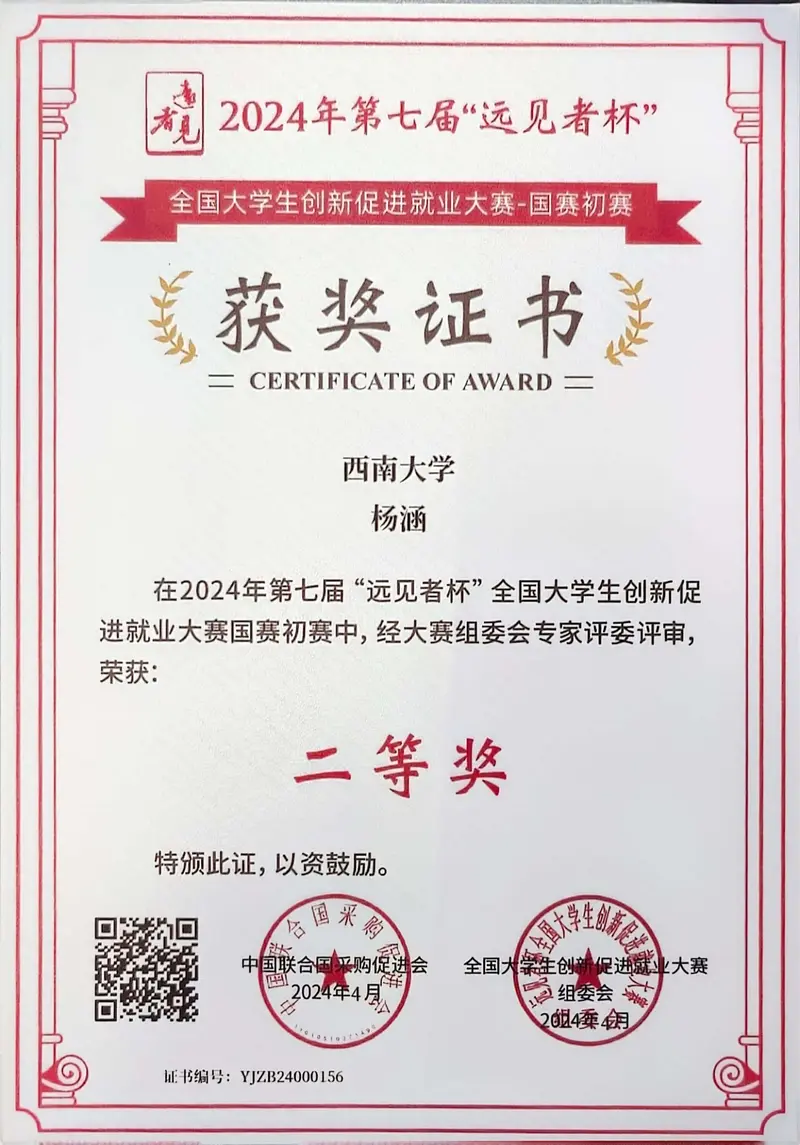 遠見者
2024年第七届“远见者杯”
全国大学生创新促进就业大赛-国赛初赛
获奖证书
CERTIFICATE OF AWARD
西南大学
杨涵
在2024年第七届“远见者杯”全国大学生创新促
进就业大赛国赛初赛中,经大赛组委会专家评委评审,
荣获:
二等奖
特颁此证,以资鼓励。
中国联合国采购促进会
中国联合国采购促进会
2024年4月
远见者杯全国大学生创新促进就业大赛
全国大学生创新促进就业大赛
组委会
2024年4月
组委会
证书编号:YJZB24000156